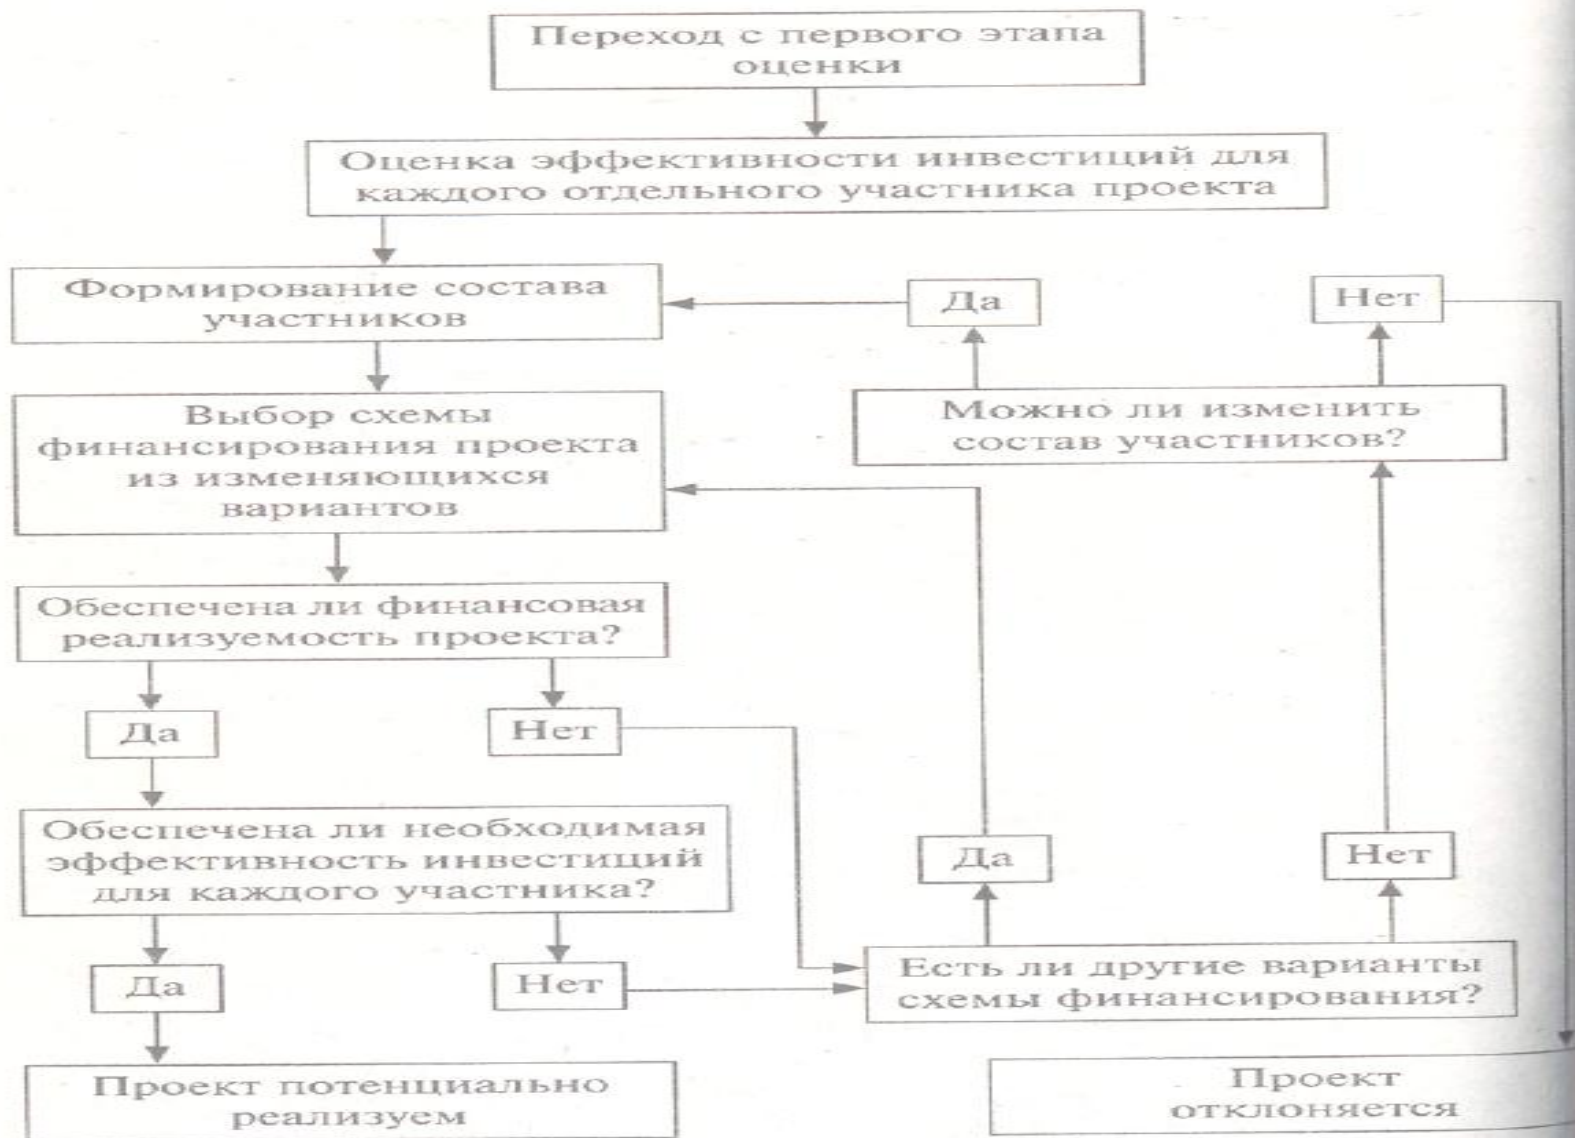 Переход с первого этапа
оценки
Оценка эффективности инвестиций для
каждого отдельного участника проекта
Формирование состава
участников
Да
Нет
Выбор схемы
финансирования проекта
из изменяющихся
вариантов
Можно ли изменить
состав участников?
Обеспечена ли финансовая
реализуемость проекта?
Да
Нет
Обеспечена ли необходимая
эффективность инвестиций
для каждого участника?
Да
Нет
Да
Нет
Есть ли другие варианты
схемы финансирования?
Проект потенциально
реализуем
Проект
отклоняется